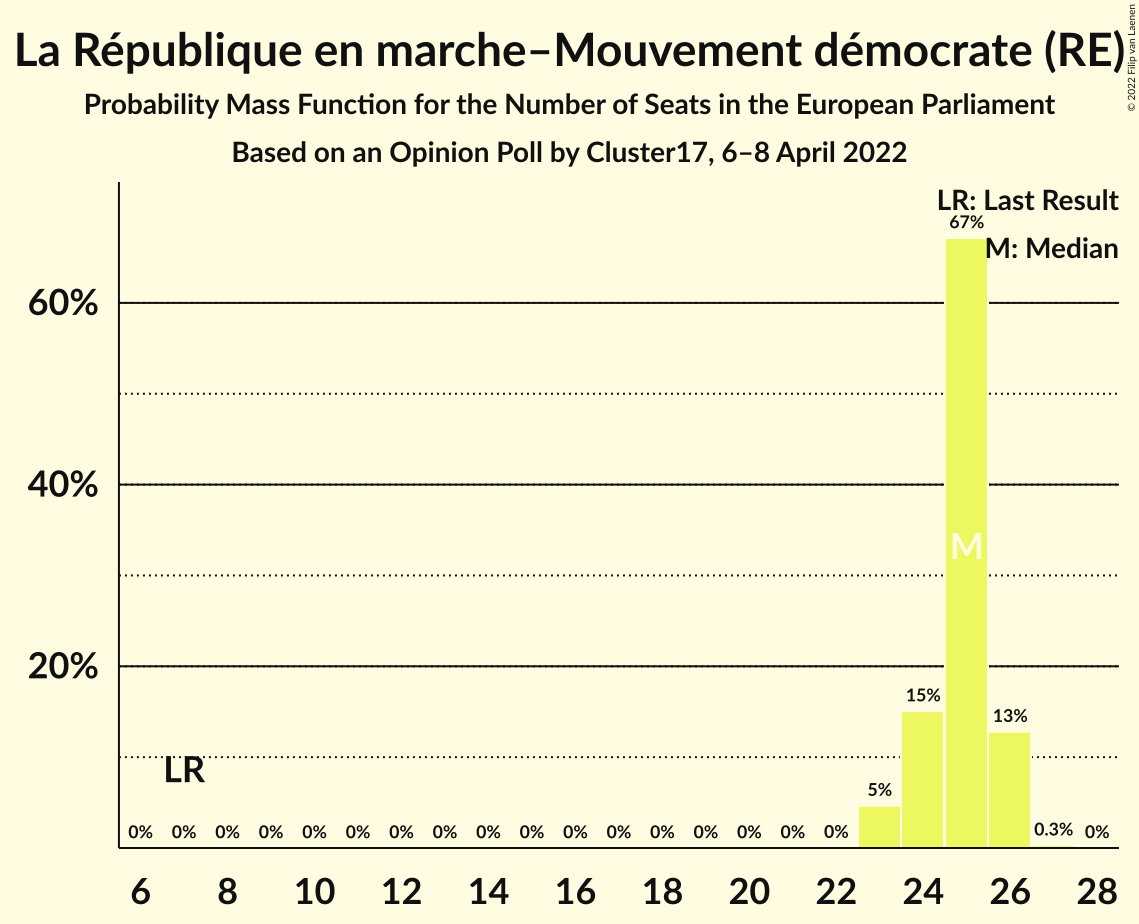 La République en marche–Mouvement démocrate (RE)
© 2022 Filip van Laenen
Probability Mass Function for the Number of Seats in the European Parliament
Based on an Opinion Poll by Cluster17, 6–8 April 2022
LR: Last Result
67%
M: Median
60%
40%
M
20%
15%
13%
LR
5%
0% 0% 0% 0% 0% 0% 0% 0% 0% 0% 0% 0% 0% 0% 0% 0% 0% 0.3% 0%
6 8 10 12 14 16 18 20 22 24 26 28